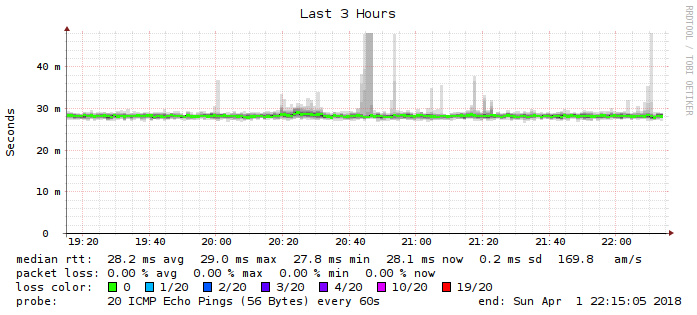 Last 3 Hours
RRDTOOL / TOBI OETIKER
Seconds
40 m
30 m
20 m
10 m
0
19:20 19:40 20:00 20:20 20:40 21:00 21:20 21:40 22:00
median rtt: 28.2 ms avg 29.0 ms max 27.8 ms min 28.1 ms now 0.2 ms sd 169.8 am/s
packet loss: 0.00 % avg 0.00 % max 0.00 % min 0.00 % now
loss color: 0 1/20 2/20 3/20 4/20 10/20 19/20
probe: 20 ICMP Echo Pings (56 Bytes) every 60s end: Sun Apr 1 22:15:05 2018